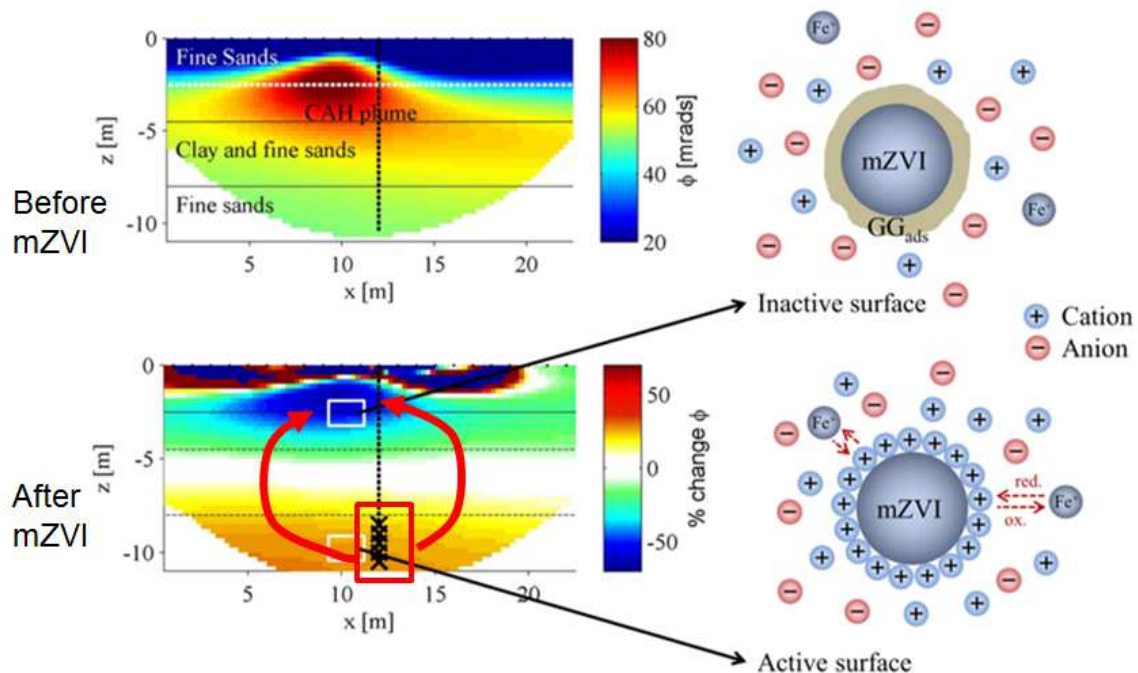 Before
mZVI
0
-5
-10
z [m]
Fine Sands
CAH plume
Clay and fine sands
Fine sands
5 10 15 20
x [m]
80
60
40
20
ϕ [mrads]
Fe⁺
mZVI
GGads
Fe⁺
Inactive surface
+ Cation
− Anion
After
mZVI
0
-5
-10
z [m]
5 10 15 20
x [m]
50
0
-50
% change ϕ
Fe⁺
mZVI
red.
ox.
Fe⁺
Active surface